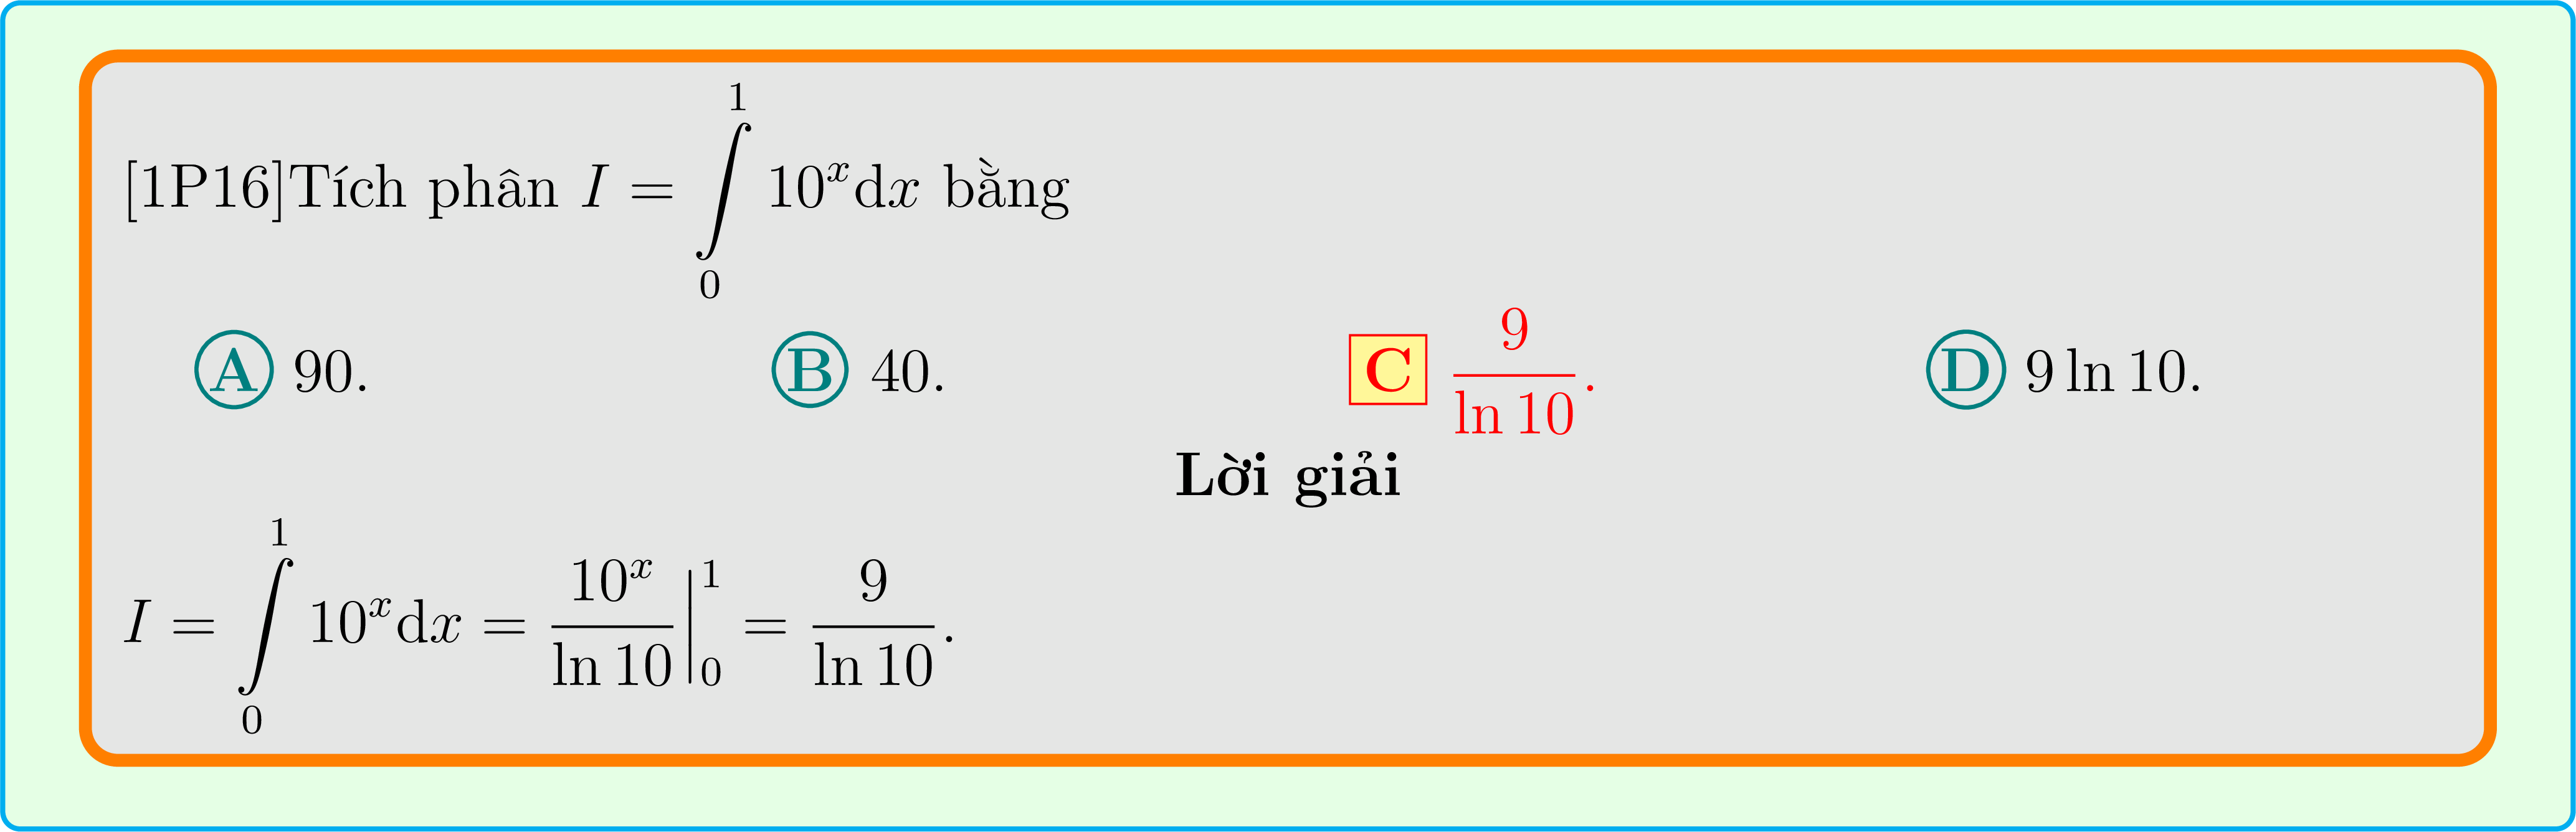 [1P16]Tích phân $I = \int\limits_0^1 10^x \mathrm{d}x$ bằng
A 90. B 40. C $\frac{9}{\ln 10}$. D $9 \ln 10$.
Lời giải
$I = \int\limits_0^1 10^x \mathrm{d}x = \left.\frac{10^x}{\ln 10}\right|_0^1 = \frac{9}{\ln 10}$.